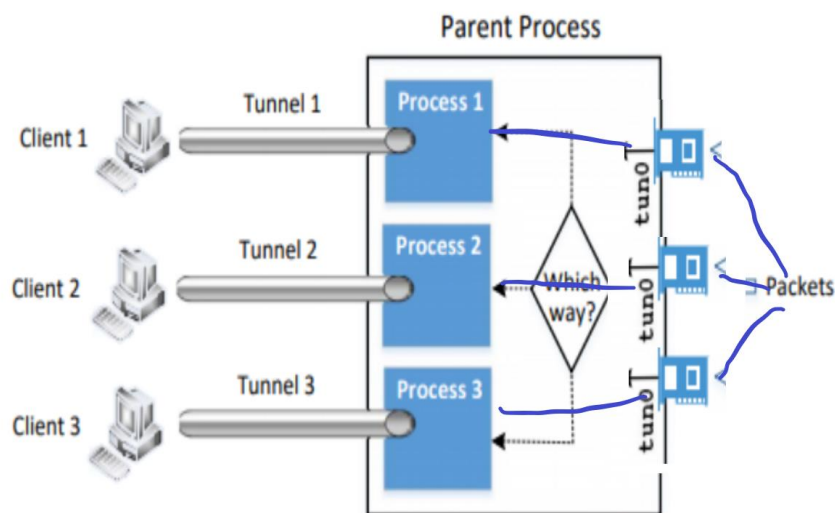 Parent Process
Process 1
Tunnel 1
Client 1
tun0
Process 2
Tunnel 2
Client 2
Which
way?
tun0
Packets
Process 3
Tunnel 3
Client 3
tun0